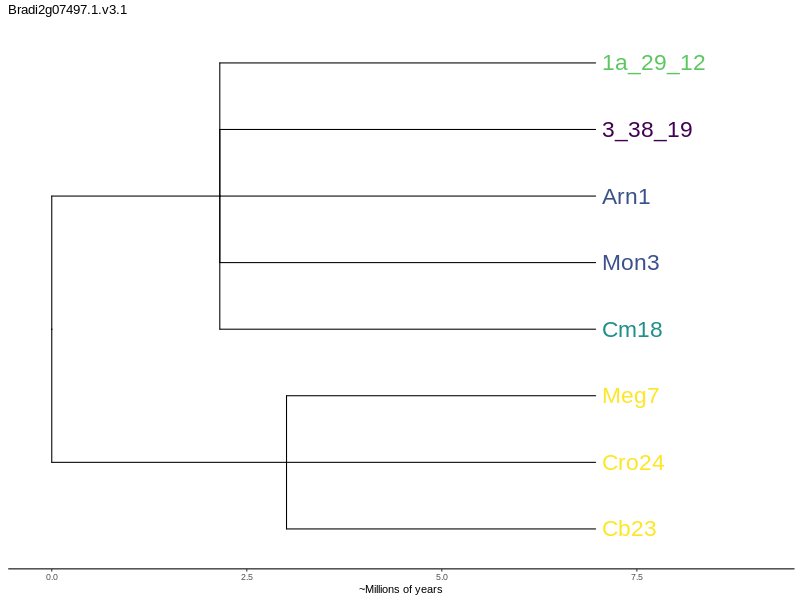 Bradi2g07497.1.v3.1
1a_29_12
3_38_19
Arn1
Mon3
Cm18
Meg7
Cro24
Cb23
0.0 2.5 5.0 7.5
~Millions of years